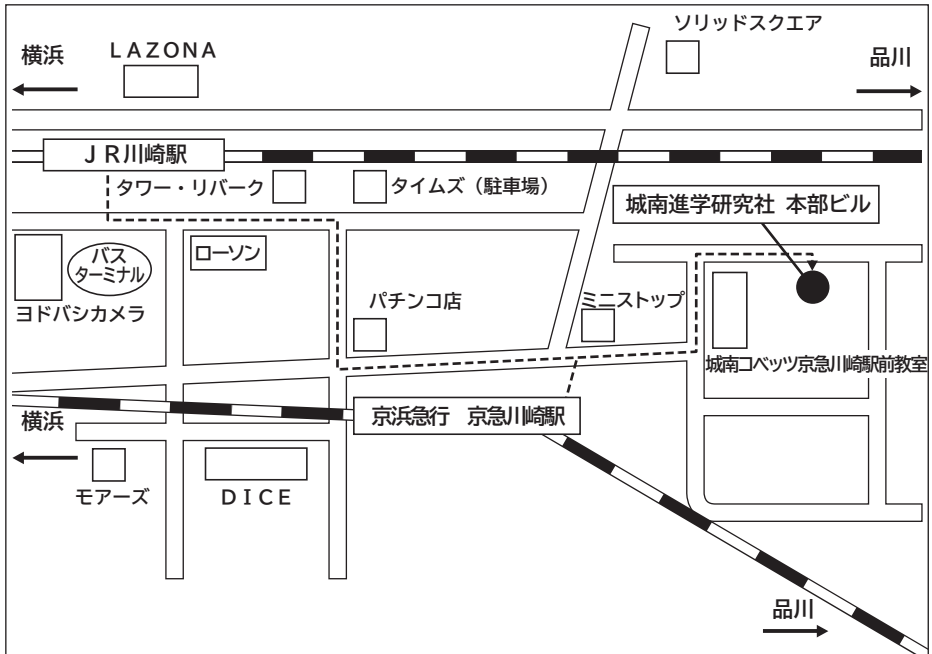 ソリッドスクエア
横浜
LAZONA
品川
JR川崎駅
タワー・リバーク
タイムズ（駐車場）
城南進学研究社 本部ビル
ローソン
バス
ターミナル
ヨドバシカメラ
パチンコ店
ミニストップ
城南コベッツ京急川崎駅前教室
京浜急行 京急川崎駅
横浜
モアーズ
DICE
品川